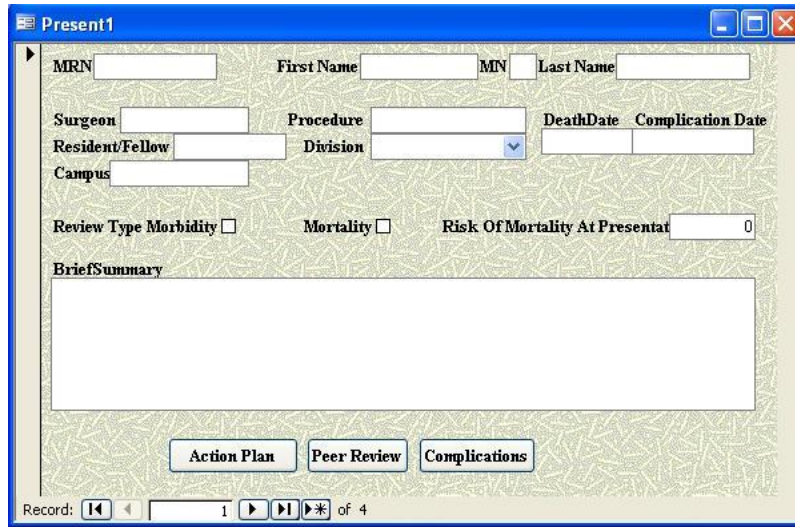 Present1
MRN First Name MN Last Name
Surgeon Procedure DeathDate Complication Date
Resident/Fellow Division
Campus
Review Type Morbidity Mortality Risk Of Mortality At Presentat 0
BriefSummary
Action Plan Peer Review Complications
Record: 1 of 4